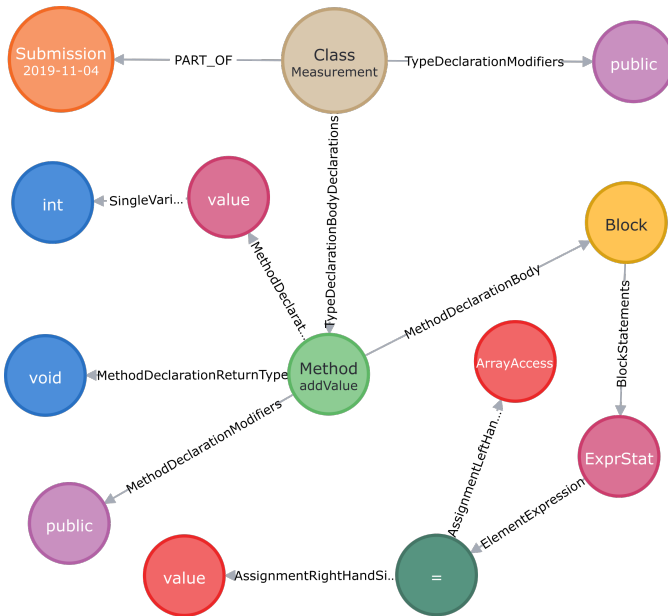 Submission
2019-11-04
PART_OF
Class
Measurement
TypeDeclarationModifiers
public
int
SingleVari...
value
TypeDeclarationBodyDeclarations
Block
MethodDeclarat...
MethodDeclarationBody
BlockStatements
void
MethodDeclarationReturnType
Method
addValue
ArrayAccess
MethodDeclarationModifiers
AssignmentLeftHan...
ExprStat
public
ElementExpression
value
AssignmentRightHandSi...
=